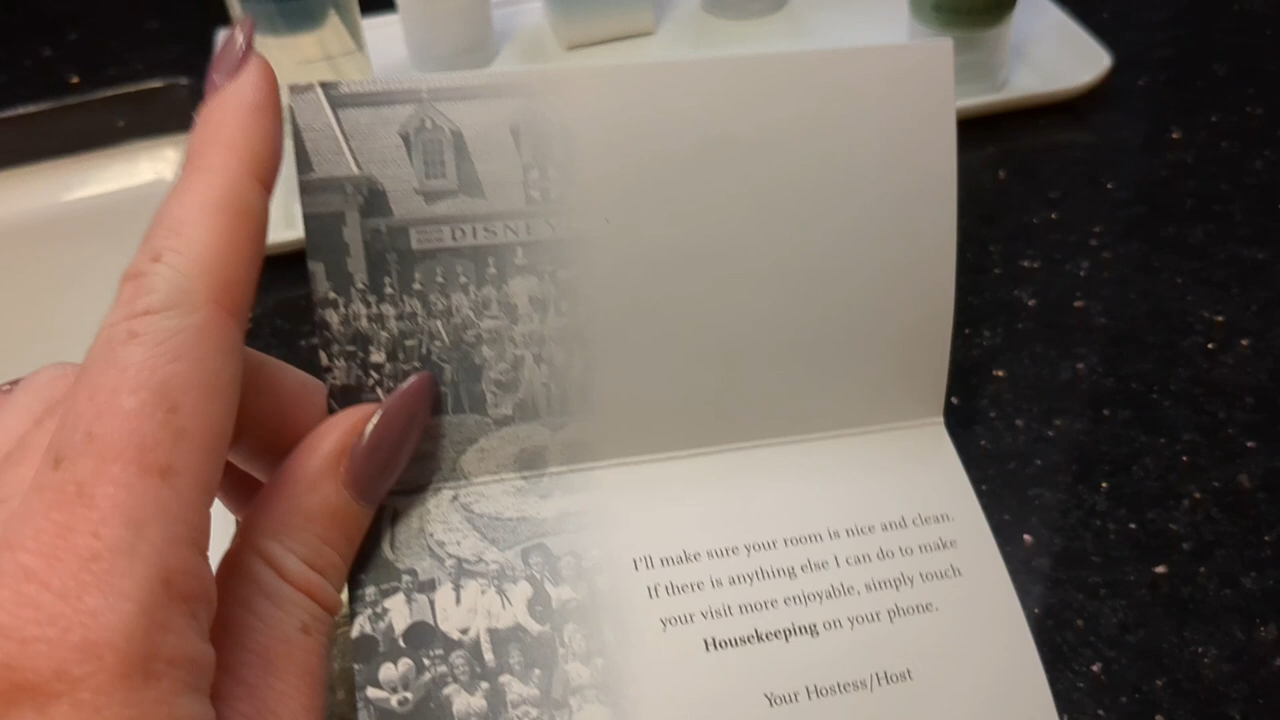 DISNEY
I'll make sure your room is nice and clean.
If there is anything else I can do to make
your visit more enjoyable, simply touch
Housekeeping on your phone.
Your Hostess/Host